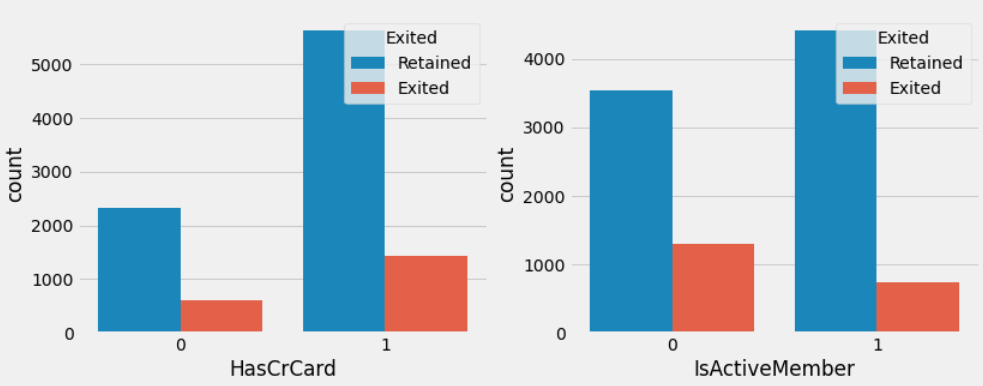 Exited
Retained
Exited
5000
4000
3000
2000
1000
0
count
0 1
HasCrCard
Exited
Retained
Exited
4000
3000
2000
1000
0
count
0 1
IsActiveMember